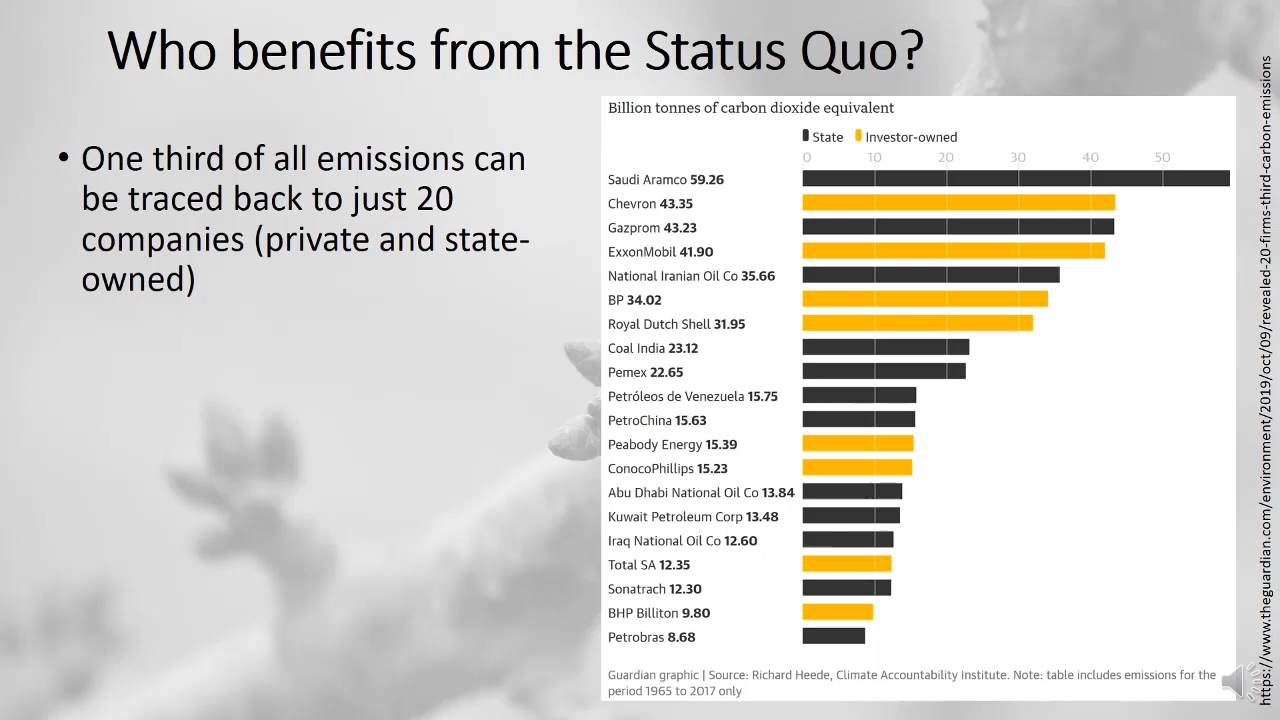 Who benefits from the Status Quo?
• One third of all emissions can
be traced back to just 20
companies (private and state-
owned)
Billion tonnes of carbon dioxide equivalent
State Investor-owned
0 10 20 30 40 50
Saudi Aramco 59.26
Chevron 43.35
Gazprom 43.23
ExxonMobil 41.90
National Iranian Oil Co 35.66
BP 34.02
Royal Dutch Shell 31.95
Coal India 23.12
Pemex 22.65
Petróleos de Venezuela 15.75
PetroChina 15.63
Peabody Energy 15.39
ConocoPhillips 15.23
Abu Dhabi National Oil Co 13.84
Kuwait Petroleum Corp 13.48
Iraq National Oil Co 12.60
Total SA 12.35
Sonatrach 12.30
BHP Billiton 9.80
Petrobras 8.68
Guardian graphic | Source: Richard Heede, Climate Accountability Institute. Note: table includes emissions for the
period 1965 to 2017 only
https://www.theguardian.com/environment/2019/oct/09/revealed-20-firms-third-carbon-emissions